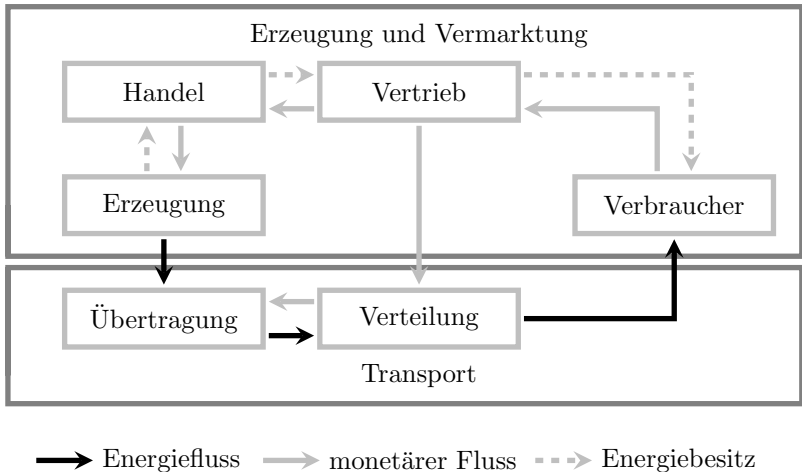 Erzeugung und Vermarktung
Handel
Vertrieb
Erzeugung
Verbraucher
Übertragung
Verteilung
Transport
Energiefluss
monetärer Fluss
Energiebesitz